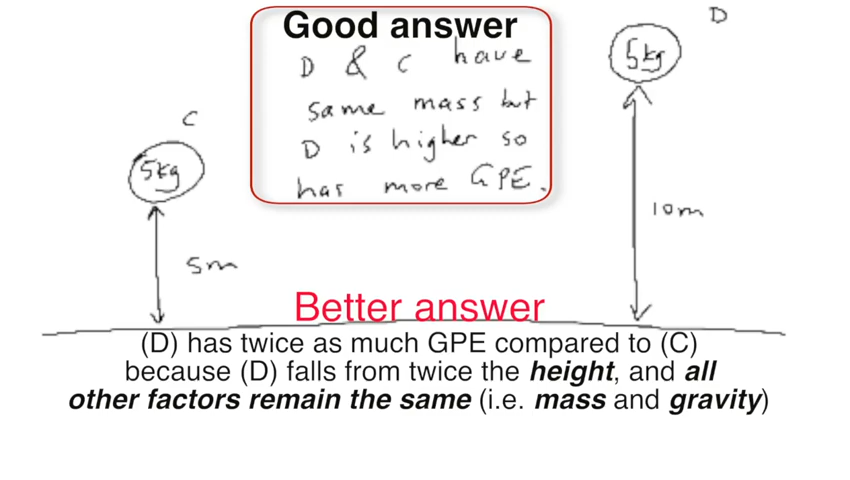 Good answer
D & C have
same mass but
D is higher so
has more GPE.
C
5kg
5m
D
5kg
10m
Better answer
(D) has twice as much GPE compared to (C)
because (D) falls from twice the height, and all
other factors remain the same (i.e. mass and gravity)